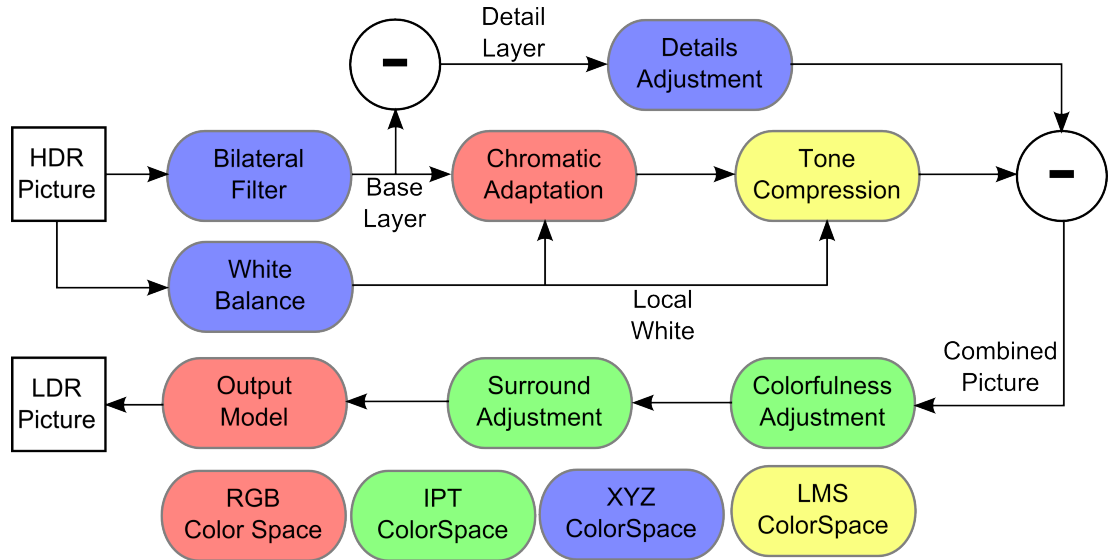 Detail
Layer
-
Details
Adjustment
HDR
Picture
Bilateral
Filter
Base
Layer
Chromatic
Adaptation
Tone
Compression
-
White
Balance
Local
White
Combined
Picture
LDR
Picture
Output
Model
Surround
Adjustment
Colorfulness
Adjustment
RGB
Color Space
IPT
ColorSpace
XYZ
ColorSpace
LMS
ColorSpace